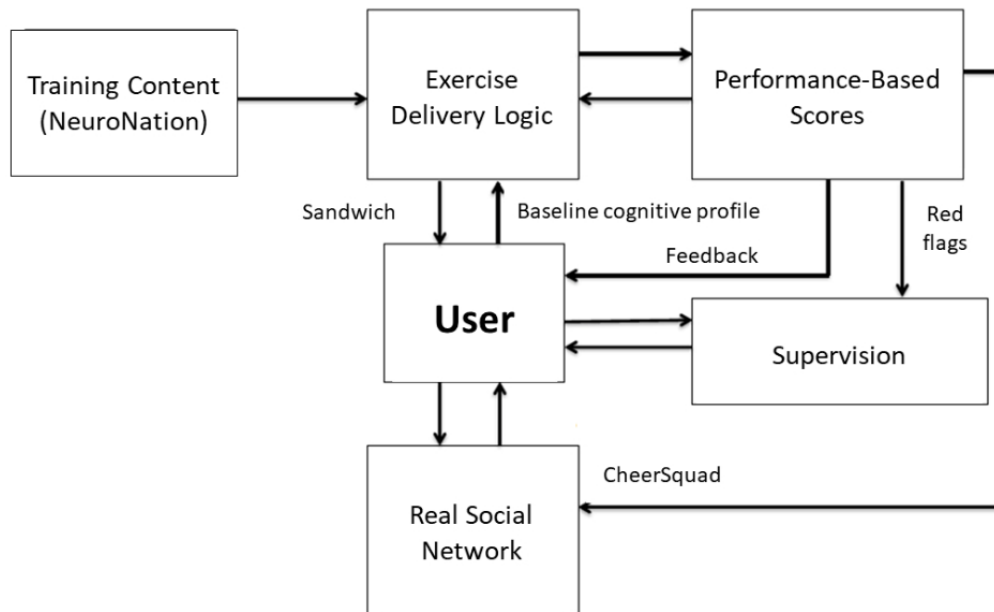 Training Content
(NeuroNation)
Exercise
Delivery Logic
Performance-Based
Scores
Sandwich
Baseline cognitive profile
Red
flags
Feedback
User
Supervision
CheerSquad
Real Social
Network